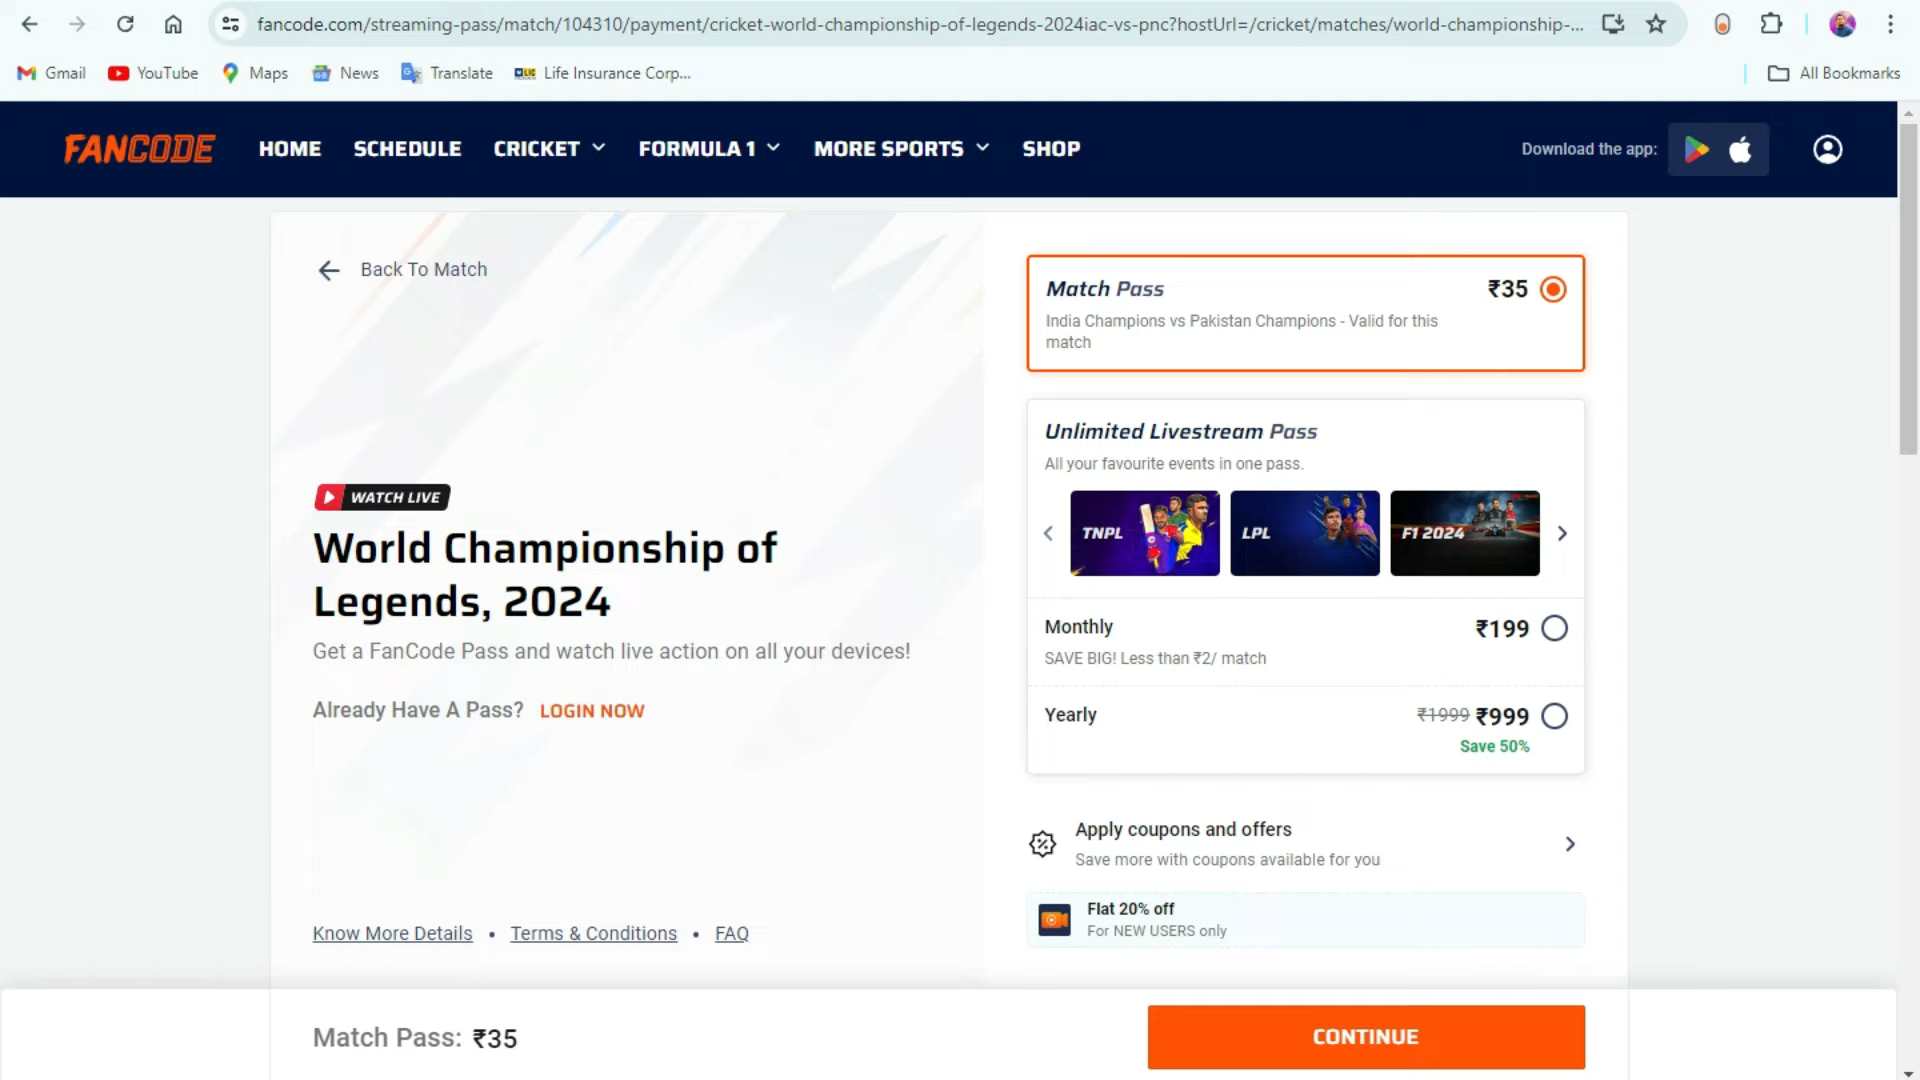 fancode.com/streaming-pass/match/104310/payment/cricket-world-championship-of-legends-2024iac-vs-pnc?hostUrl=/cricket/matches/world-championship-...
Gmail
YouTube
Maps
News
Translate
Life Insurance Corp...
All Bookmarks
FANCODE
HOME
SCHEDULE
CRICKET
FORMULA 1
MORE SPORTS
SHOP
Download the app:
Back To Match
WATCH LIVE
World Championship of
Legends, 2024
Get a FanCode Pass and watch live action on all your devices!
Already Have A Pass? LOGIN NOW
Know More Details • Terms & Conditions • FAQ
Match Pass ₹35
India Champions vs Pakistan Champions - Valid for this
match
Unlimited Livestream Pass
All your favourite events in one pass.
TNPL
LPL
F1 2024
Monthly ₹199
SAVE BIG! Less than ₹2/ match
Yearly ₹1999 ₹999
Save 50%
Apply coupons and offers
Save more with coupons available for you
Flat 20% off
For NEW USERS only
Match Pass: ₹35
CONTINUE